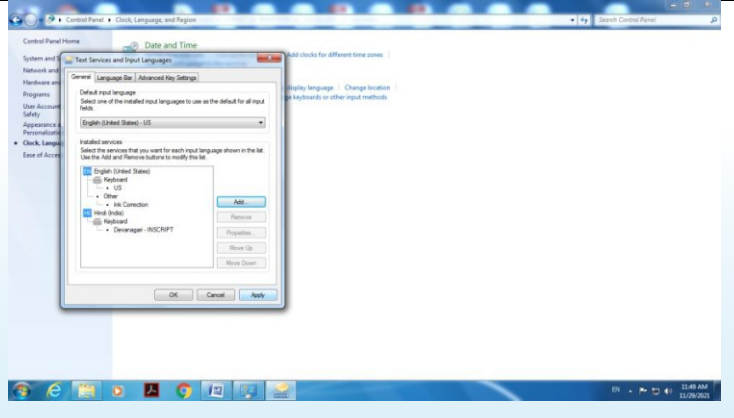 Control Panel ▸ Clock, Language, and Region
Search Control Panel
Control Panel Home
System and S
Network and
Hardware an
Programs
User Account
Safety
Appearance a
Personalizatio
Clock, Langua
Ease of Acces
Date and Time
Add clocks for different time zones
display language
Change location
ge keyboards or other input methods
Text Services and Input Languages
General
Language Bar
Advanced Key Settings
Default input language
Select one of the installed input languages to use as the default for all input
fields.
English (United States) - US
Installed services
Select the services that you want for each input language shown in the list.
Use the Add and Remove buttons to modify this list.
EN English (United States)
Keyboard
US
Other
Ink Correction
HI Hindi (India)
Keyboard
Devanagari - INSCRIPT
Add...
Remove
Properties...
Move Up
Move Down
OK
Cancel
Apply
EN
11:49 AM
11/29/2021